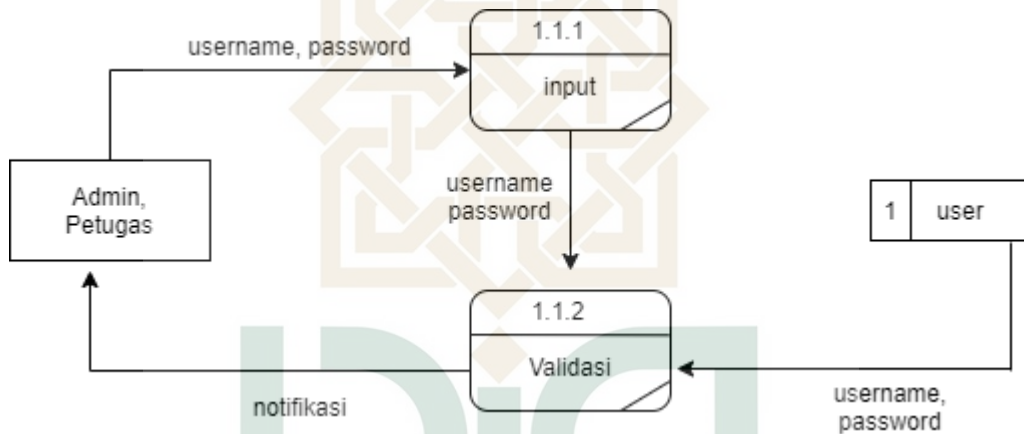 1.1.1
username, password
input
Admin,
Petugas
username
password
1 user
1.1.2
Validasi
notifikasi
username,
password